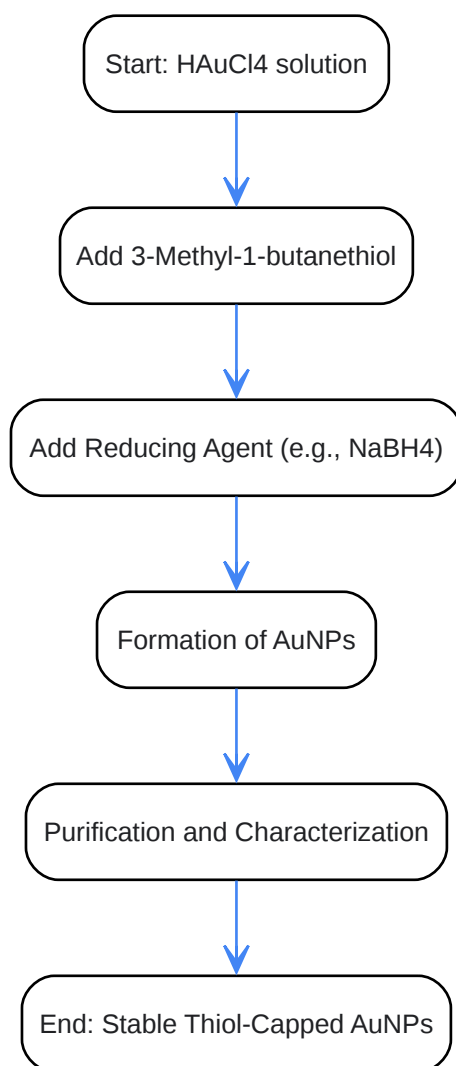 Start: HAuCl4 solution
Add 3-Methyl-1-butanethiol
Add Reducing Agent (e.g., NaBH4)
Formation of AuNPs
Purification and Characterization
End: Stable Thiol-Capped AuNPs